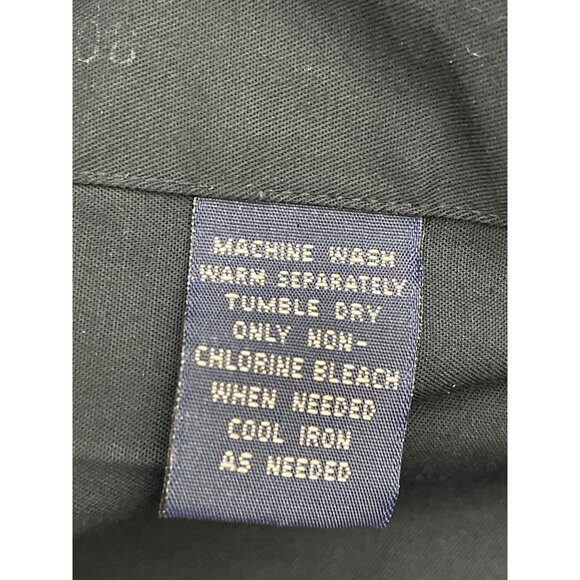 MACHINE WASH
WARM SEPARATELY
TUMBLE DRY
ONLY NON-
CHLORINE BLEACH
WHEN NEEDED
COOL IRON
AS NEEDED